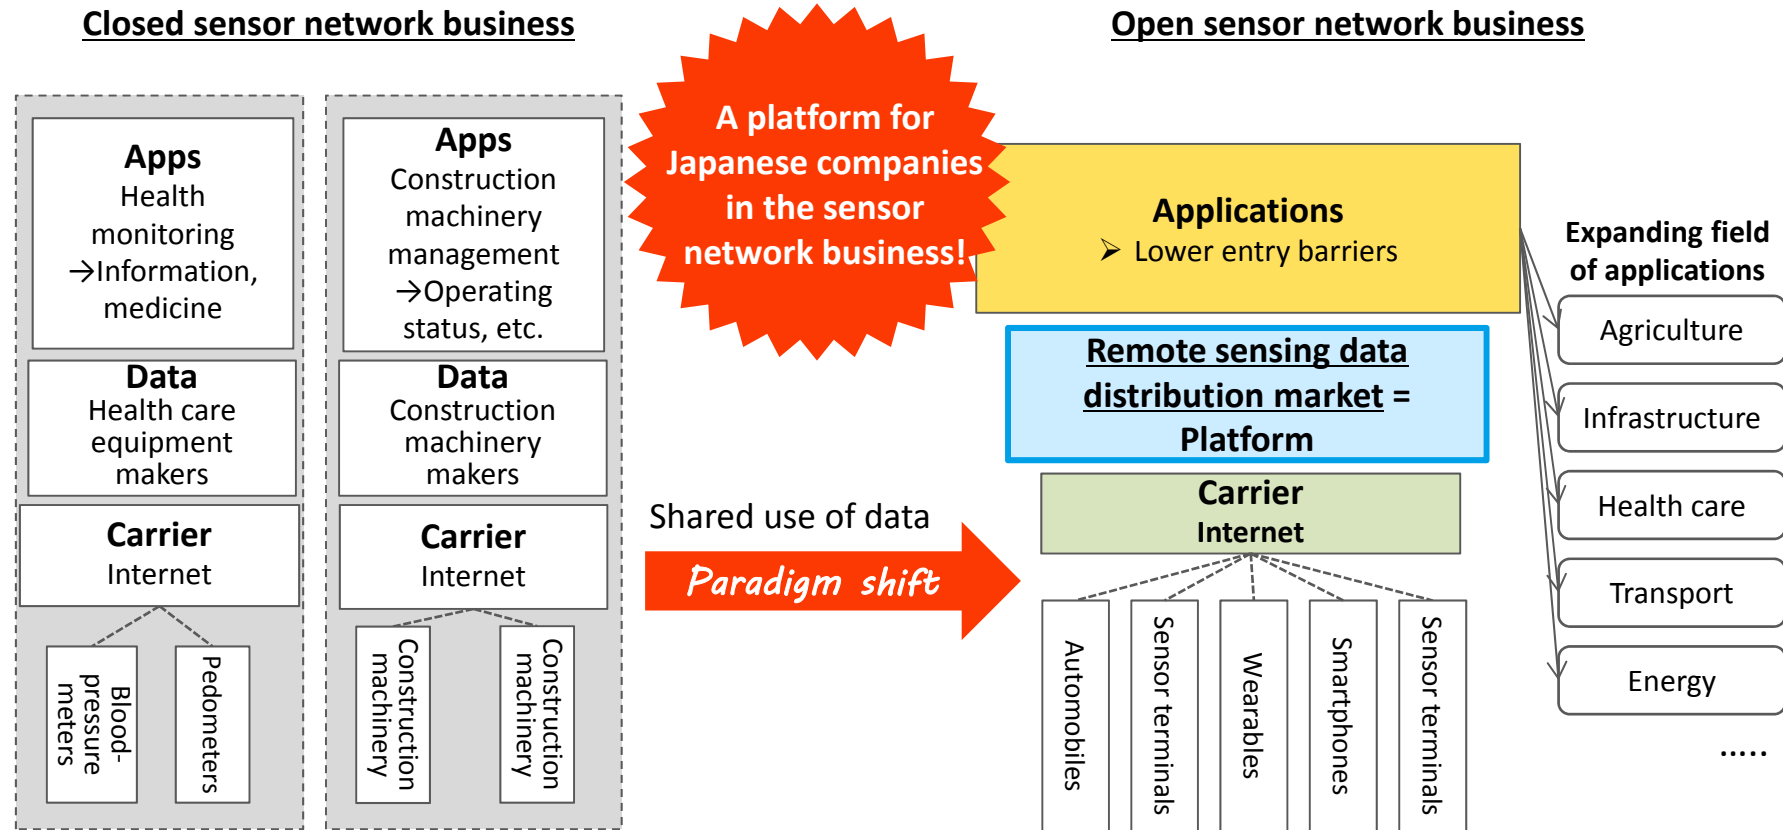 Closed sensor network business
Apps
Health
monitoring
→Information,
medicine
Data
Health care
equipment
makers
Carrier
Internet
Blood-
pressure
meters
Pedometers
Apps
Construction
machinery
management
→Operating
status, etc.
Data
Construction
machinery
makers
Carrier
Internet
Construction
machinery
Construction
machinery
A platform for
Japanese companies
in the sensor
network business!
Shared use of data
Paradigm shift
Open sensor network business
Applications
➢ Lower entry barriers
Remote sensing data
distribution market =
Platform
Carrier
Internet
Automobiles
Sensor terminals
Wearables
Smartphones
Sensor terminals
Expanding field
of applications
Agriculture
Infrastructure
Health care
Transport
Energy
.....